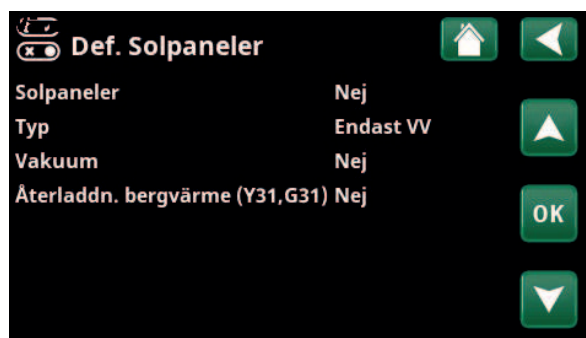 Def. Solpaneler
Solpaneler Nej
Typ Endast VV
Vakuum Nej
Återladdn. bergvärme (Y31,G31) Nej
OK